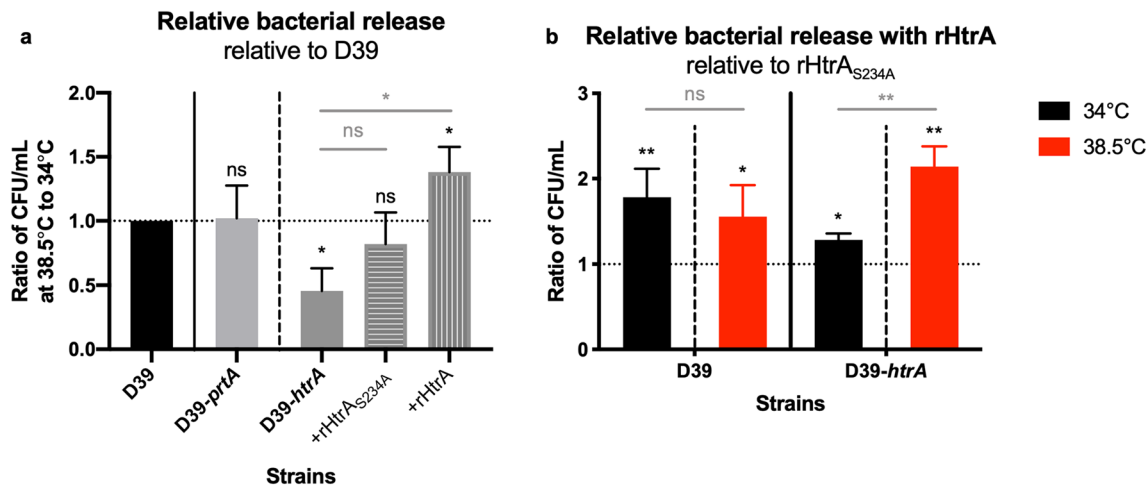 a
Relative bacterial release
relative to D39
Ratio of CFU/mL
at 38.5°C to 34°C
2.0
1.5
1.0
0.5
0.0
ns
*
ns
*
ns
*
D39
D39-prtA
D39-htrA
+rHtrAS234A
+rHtrA
Strains
b
Relative bacterial release with rHtrA
relative to rHtrAS234A
Ratio of CFU/mL
3
2
1
0
ns
**
**
*
*
**
D39
D39-htrA
Strains
34°C
38.5°C